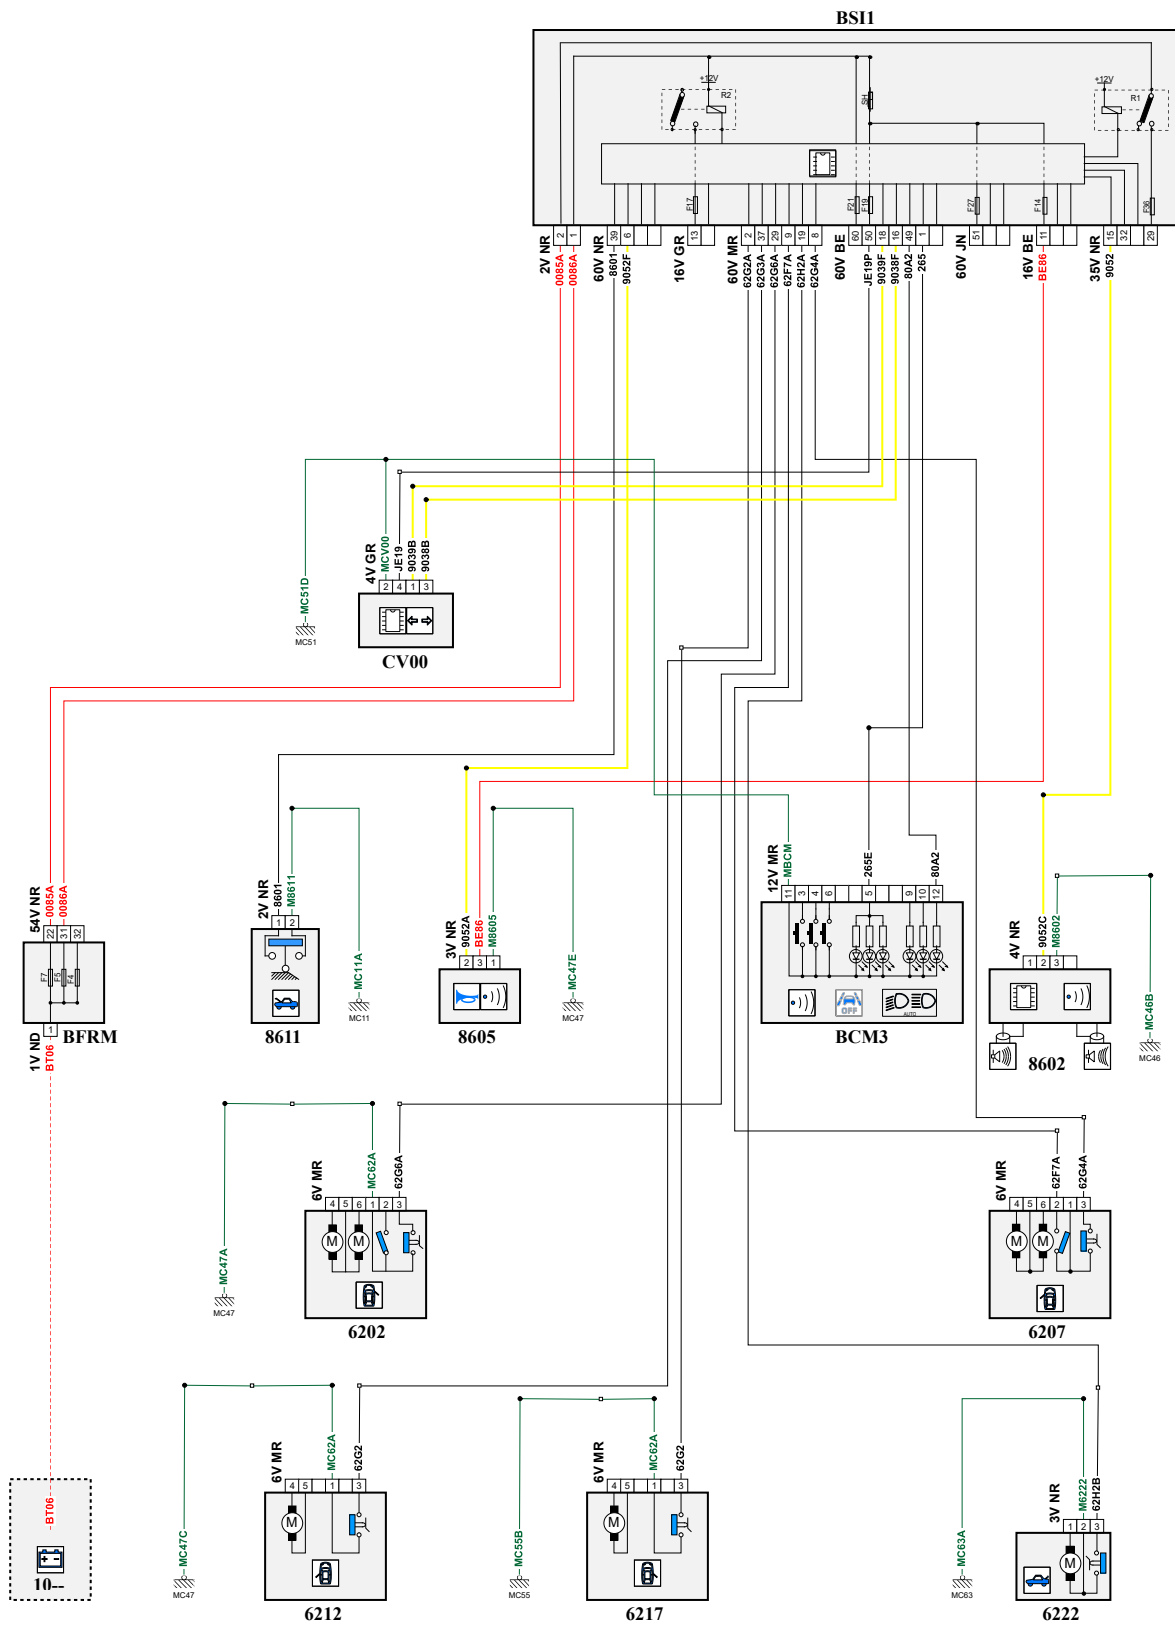 BSI1
+12V
R2
SH
+12V
R1
F17
F21
F19
F27
F14
F36
2 1
39 6
13
2 37 29 9 19 8
60 50 18 16 49 1
51
11
15 32 29
2V NR
0085A
0086A
60V NR
8601
9052F
16V GR
60V MR
62G2A
62G3A
62G6A
62F7A
62H2A
62G4A
60V BE
JE19P
9039F
9038F
80A2
265
60V JN
16V BE
BE86
35V NR
9052
4V GR
MCV00
JE19
9039B
9038B
2 4 1 3
CV00
MC51D
MC51
54V NR
0085A
0086A
22 31 32
F7
F5
F4
1
BFRM
1V ND
BT06
2V NR
8601
M8611
1 2
8611
MC11A
MC11
3V NR
9052A
BE86
M8605
2 3 1
8605
MC47E
MC47
12V MR
MBCM
265E
80A2
11 3 4 6 5 9 10 12
OFF
AUTO
BCM3
4V NR
9052C
M8602
1 2 3
8602
MC46B
MC46
6V MR
MC62A
62G6A
4 5 6 1 2 3
M M
6202
MC47A
MC47
6V MR
62F7A
62G4A
4 5 6 2 1 3
M M
6207
6V MR
MC62A
62G2
4 5 1 3
M
6212
MC47C
MC47
6V MR
MC62A
62G2
4 5 1 3
M
6217
MC55B
MC55
3V NR
M6222
62H2B
1 2 3
M
6222
MC63A
MC63
BT06
+ -
10--